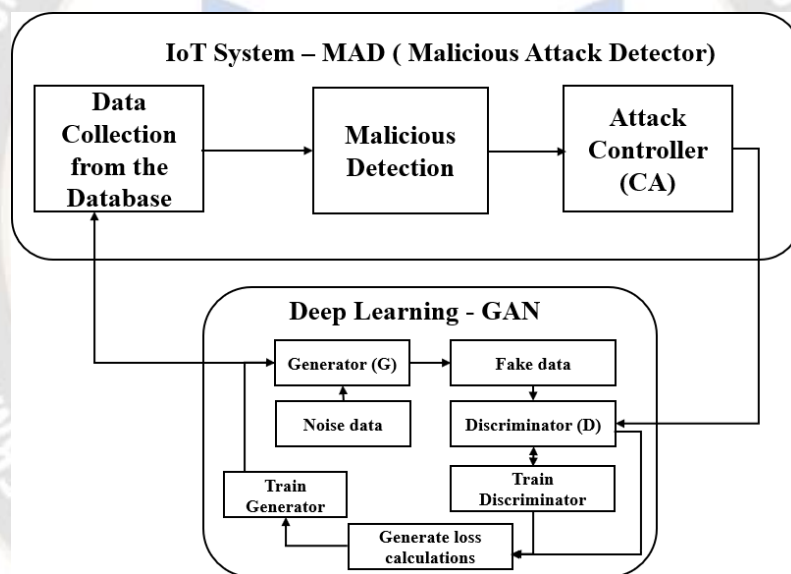 IoT System – MAD ( Malicious Attack Detector)
Data
Collection
from the
Database
Malicious
Detection
Attack
Controller
(CA)
Deep Learning - GAN
Generator (G)
Fake data
Noise data
Discriminator (D)
Train
Generator
Train
Discriminator
Generate loss
calculations